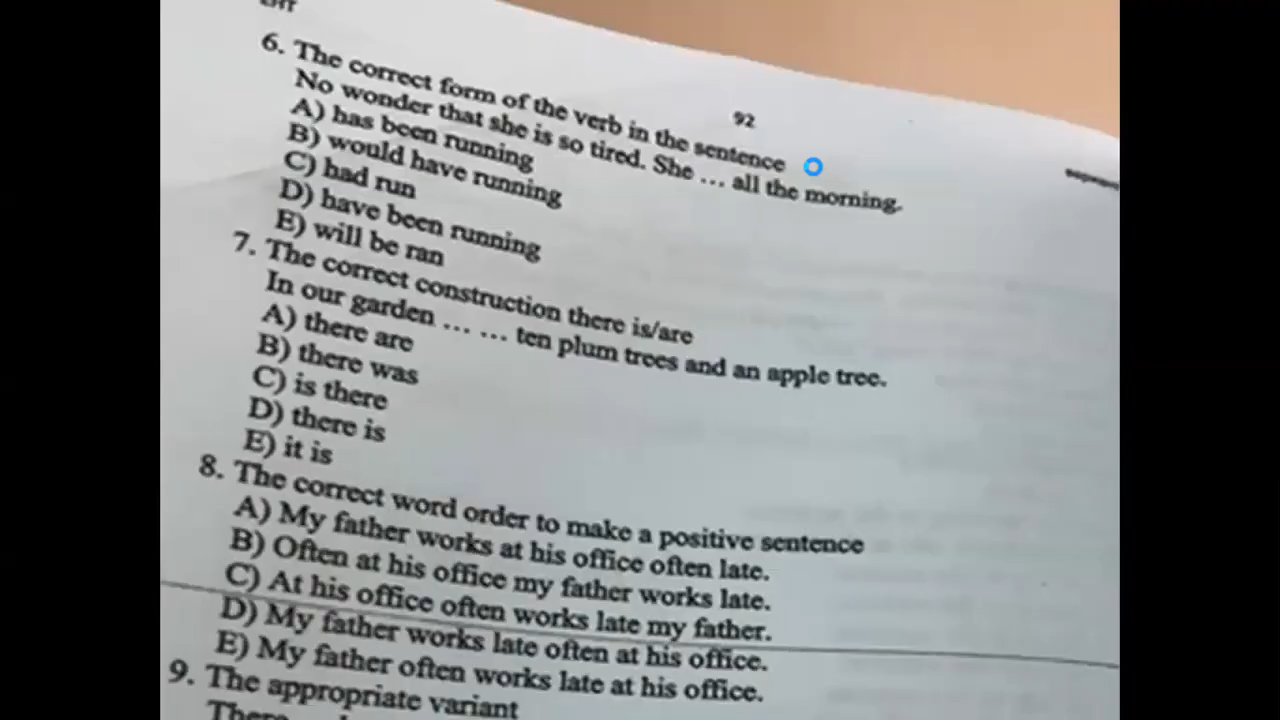 92
6. The correct form of the verb in the sentence
No wonder that she is so tired. She ... all the morning.
A) has been running
B) would have running
C) had run
D) have been running
E) will be ran
7. The correct construction there is/are
In our garden ... ... ten plum trees and an apple tree.
A) there are
B) there was
C) is there
D) there is
E) it is
8. The correct word order to make a positive sentence
A) My father works at his office often late.
B) Often at his office my father works late.
C) At his office often works late my father.
D) My father works late often at his office.
E) My father often works late at his office.
9. The appropriate variant